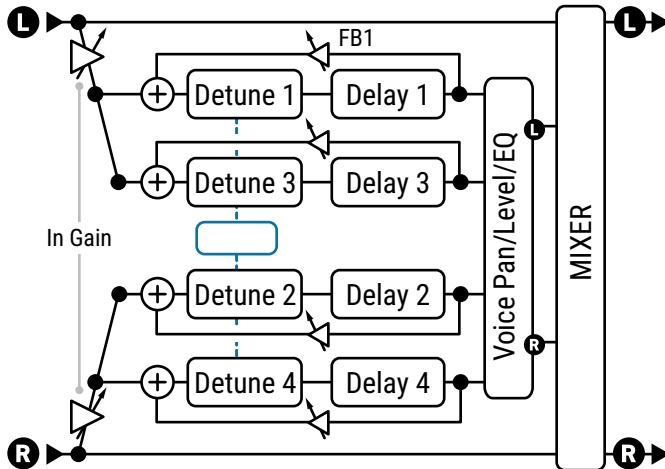 L
L
FB1
Detune 1
Delay 1
L
Detune 3
Delay 3
In Gain
Voice Pan/Level/EQ
MIXER
Detune 2
Delay 2
R
Detune 4
Delay 4
R
R